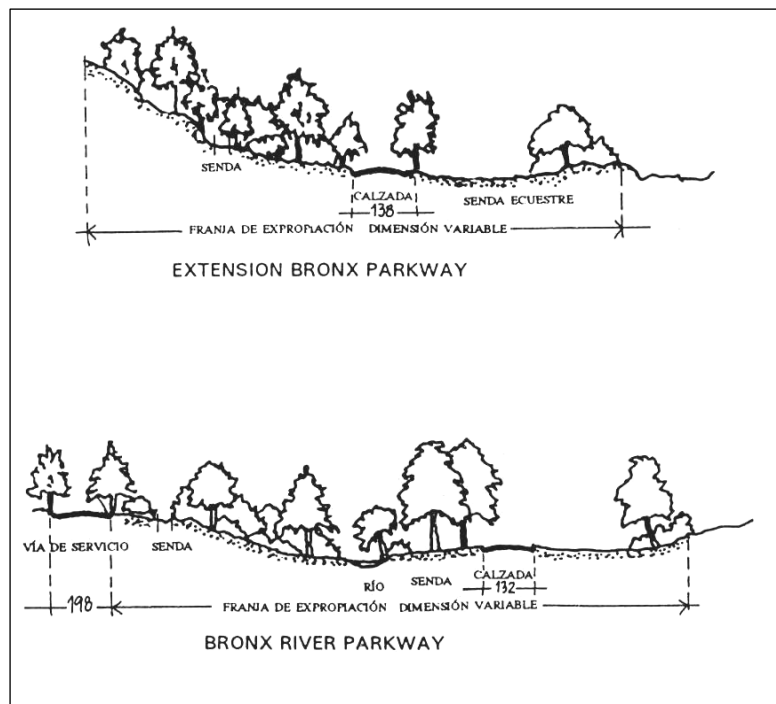 SENDA
CALZADA
138
SENDA ECUESTRE
FRANJA DE EXPROPIACIÓN DIMENSIÓN VARIABLE
EXTENSION BRONX PARKWAY
VÍA DE SERVICIO SENDA
RÍO SENDA CALZADA
198 132
FRANJA DE EXPROPIACIÓN DIMENSIÓN VARIABLE
BRONX RIVER PARKWAY